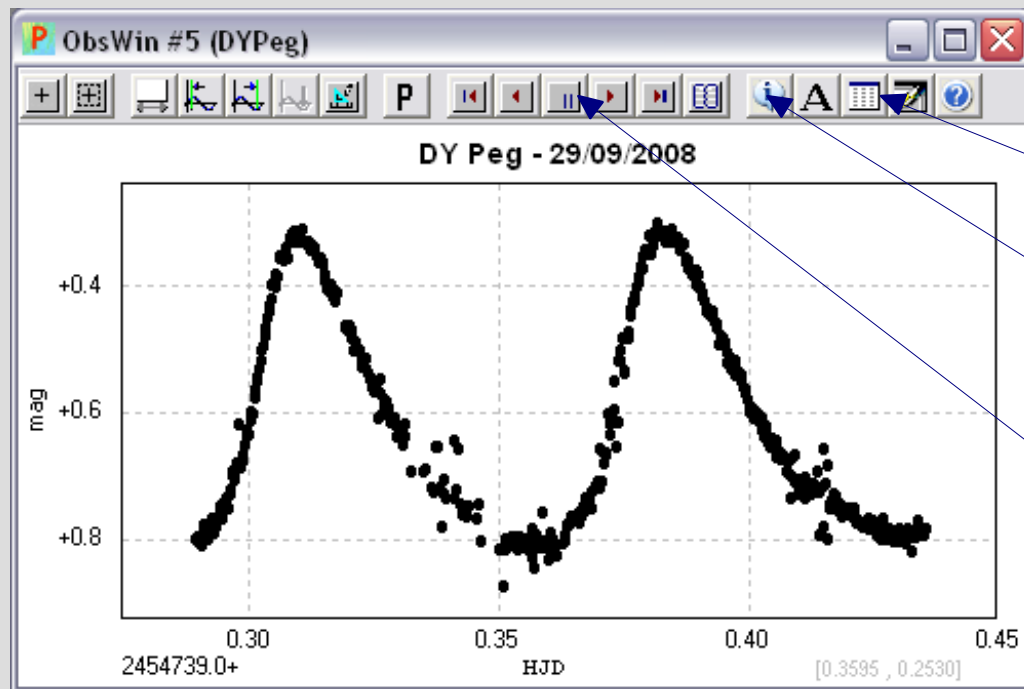 P ObsWin #5 (DYPeg)
P
A
DY Peg - 29/09/2008
+0.4
+0.6
+0.8
mag
0.30 0.35 0.40 0.45
2454739.0+ HJD [0.3595 , 0.2530]